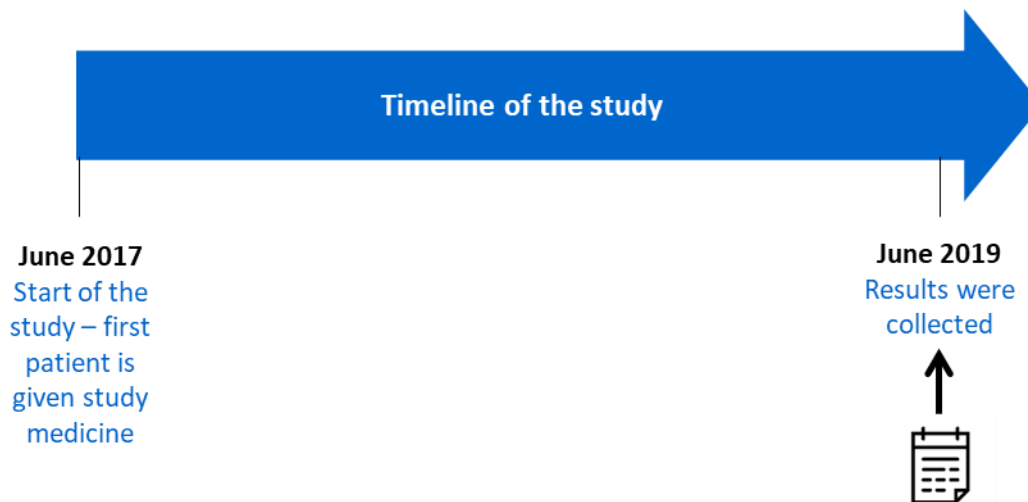 Timeline of the study
June 2017
Start of the
study – first
patient is
given study
medicine
June 2019
Results were
collected